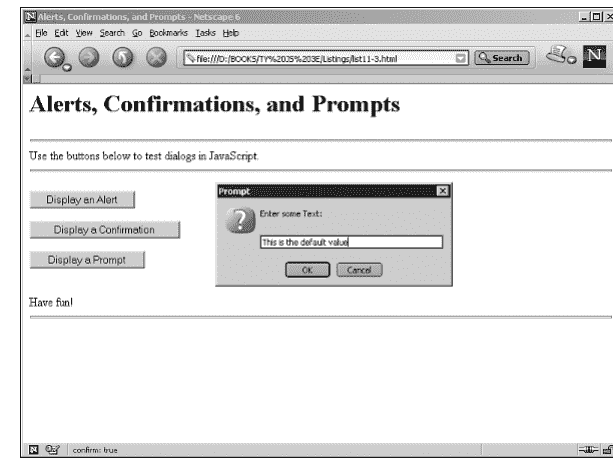 Alerts, Confirmations, and Prompts - Netscape 6
File Edit View Search Go Bookmarks Tasks Help
file:///D:/BOOKS/TY%20JS%203E/Listings/list11-3.html
Search
N
Alerts, Confirmations, and Prompts
Use the buttons below to test dialogs in JavaScript.
Display an Alert
Display a Confirmation
Display a Prompt
Prompt
Enter some Text:
This is the default value
OK Cancel
Have fun!
confirm: true